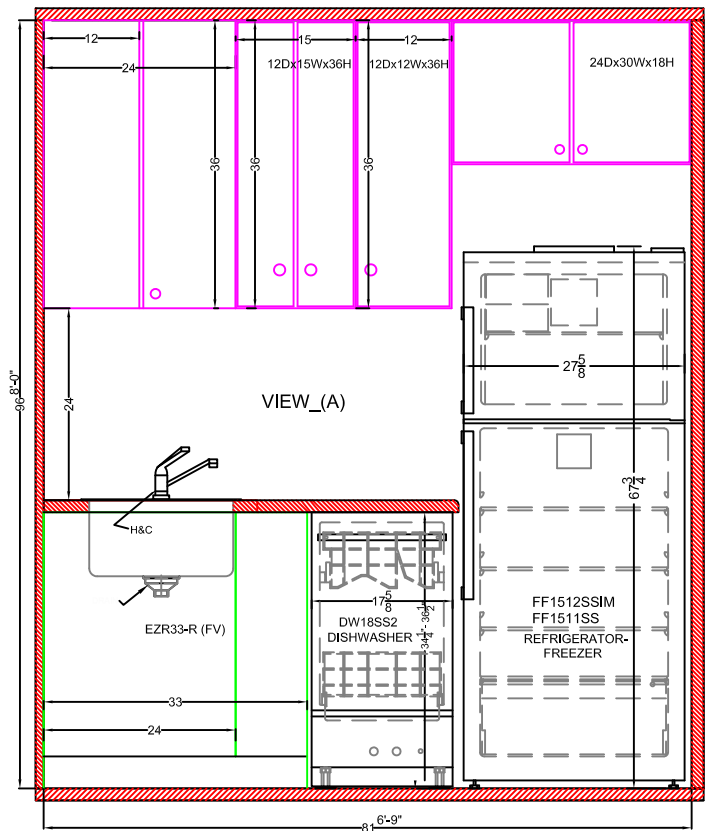 12
15
12
24
12Dx15Wx36H
12Dx12Wx36H
24Dx30Wx18H
36
36
36
24
96
8'-0"
VIEW_(A)
27 5/8
67 3/4
H&C
EZR33-R (FV)
17 5/8
34 1/4"- 36 1/2
DW18SS2
DISHWASHER
FF1512SSIM
FF1511SS
REFRIGERATOR-
FREEZER
33
24
81
6'-9"